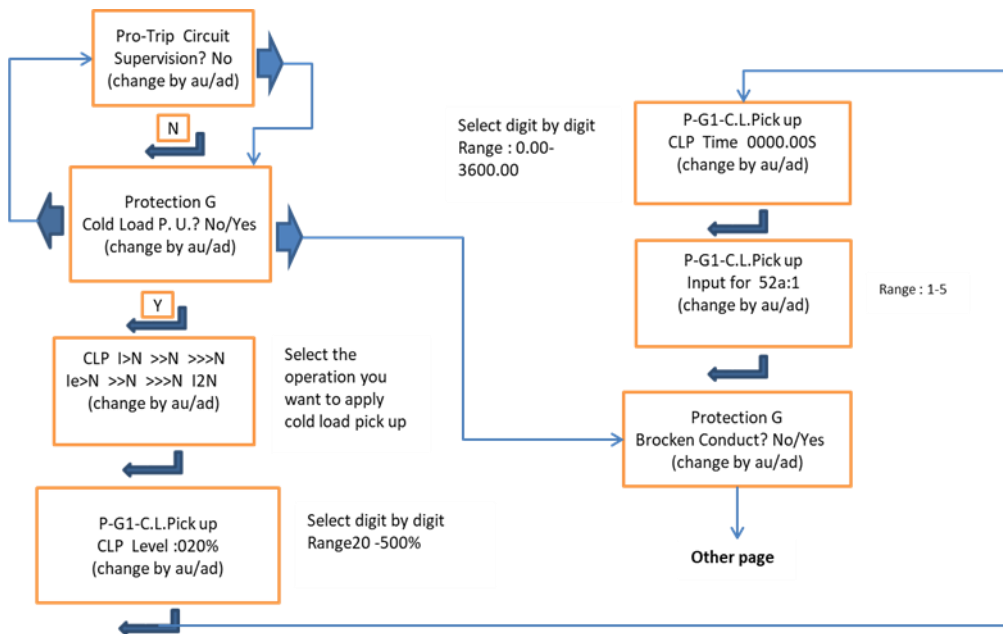 Pro-Trip Circuit
Supervision? No
(change by au/ad)
N
Protection G
Cold Load P. U.? No/Yes
(change by au/ad)
Y
CLP I>N >>N >>>N
Ie>N >>N >>>N I2N
(change by au/ad)
Select the
operation you
want to apply
cold load pick up
P-G1-C.L.Pick up
CLP Level :020%
(change by au/ad)
Select digit by digit
Range20 -500%
Select digit by digit
Range : 0.00-
3600.00
P-G1-C.L.Pick up
CLP Time 0000.00S
(change by au/ad)
P-G1-C.L.Pick up
Input for 52a:1
(change by au/ad)
Range : 1-5
Protection G
Brocken Conduct? No/Yes
(change by au/ad)
Other page